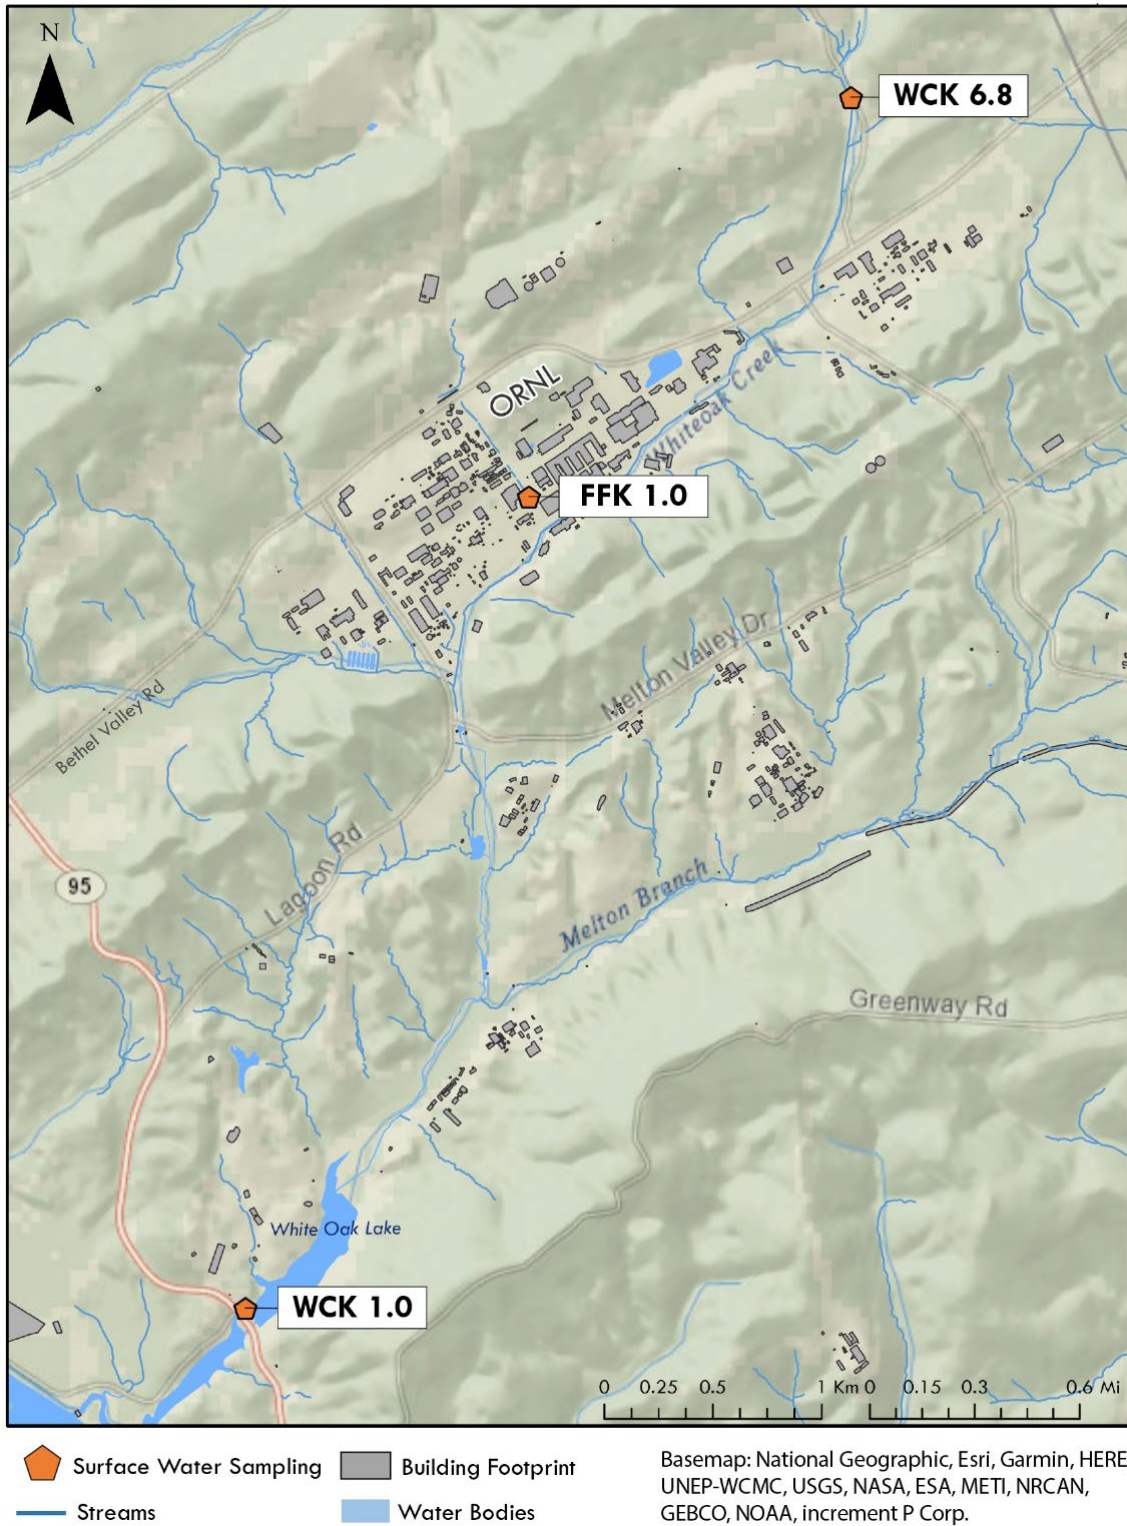 N
WCK 6.8
ORNL
Whiteoak Creek
FFK 1.0
Melton Valley Dr
Bethel Valley Rd
Lagoon Rd
95
Melton Branch
Greenway Rd
White Oak Lake
WCK 1.0
0 0.25 0.5 1 Km 0 0.15 0.3 0.6 Mi
Surface Water Sampling
Building Footprint
Streams
Water Bodies
Basemap: National Geographic, Esri, Garmin, HERE
UNEP-WCMC, USGS, NASA, ESA, METI, NRCAN,
GEBCO, NOAA, increment P Corp.